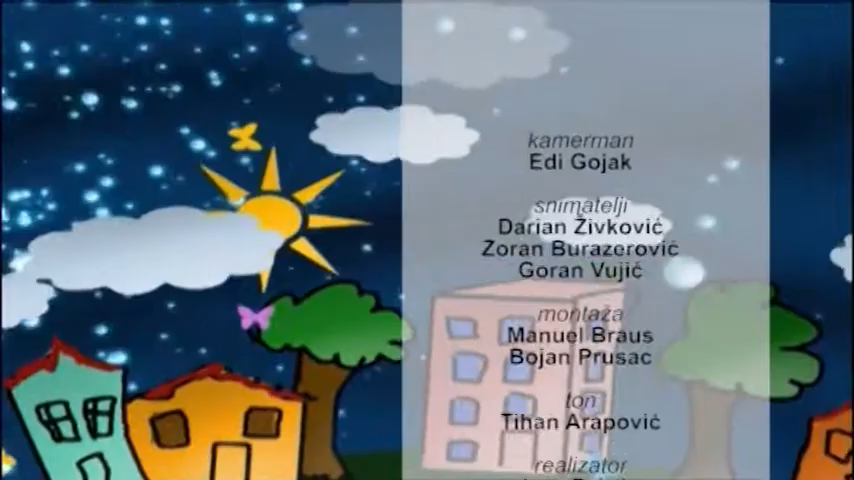 kamerman
Edi Gojak
snimatelji
Darian Živković
Zoran Burazerović
Goran Vujić
montaža
Manuel Braus
Bojan Prusac
ton
Tihan Arapović
realizator